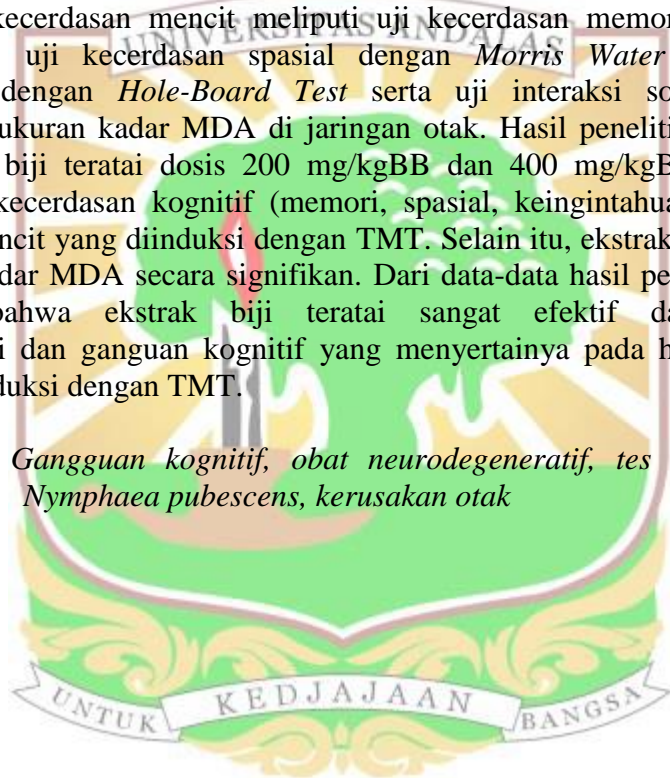 kecerdasan mencit meliputi uji kecerdasan memor
UNIVERSITAS ANDALAS
uji kecerdasan spasial dengan Morris Water
dengan Hole-Board Test serta uji interaksi so
ukuran kadar MDA di jaringan otak. Hasil peneliti
biji teratai dosis 200 mg/kgBB dan 400 mg/kgB
kecerdasan kognitif (memori, spasial, keingintahua
ncit yang diinduksi dengan TMT. Selain itu, ekstrak
dar MDA secara signifikan. Dari data-data hasil pe
bahwa ekstrak biji teratai sangat efektif da
i dan ganguan kognitif yang menyertainya pada h
duksi dengan TMT.
Gangguan kognitif, obat neurodegeneratif, tes
Nymphaea pubescens, kerusakan otak
UNTUK KEDJAJAAN BANGSA